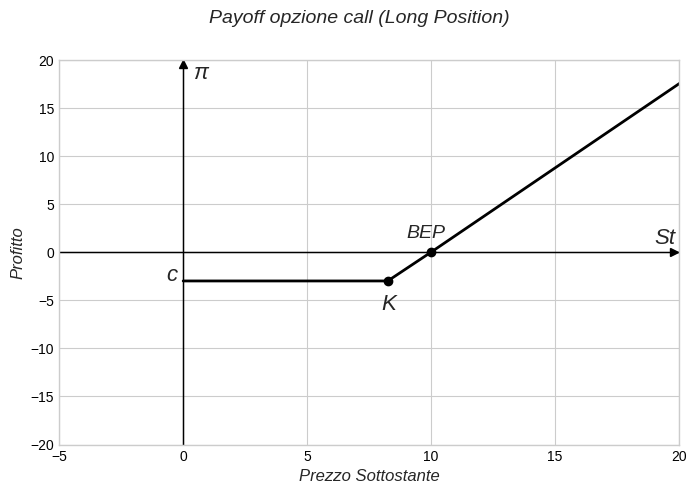 Payoff opzione call (Long Position)
20
π
15
10
5
BEP
St
0
c
−5
K
−10
−15
−20
Profitto
−5 0 5 10 15 20
Prezzo Sottostante